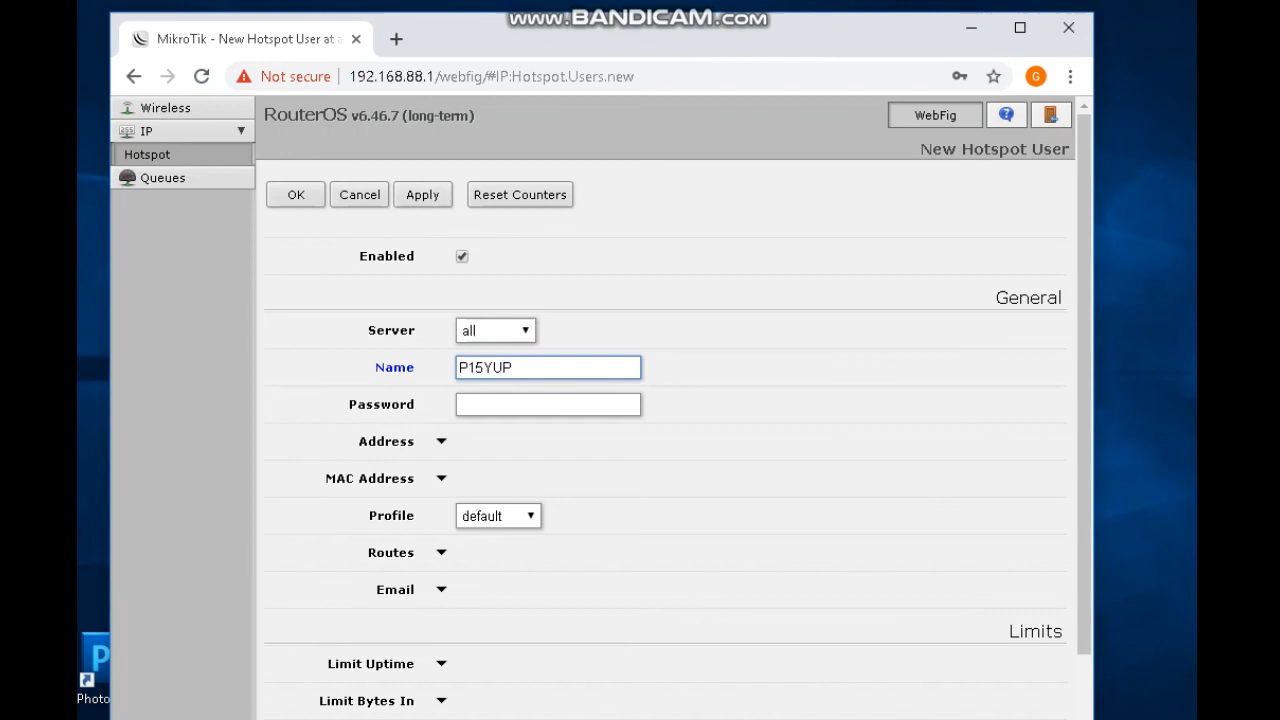 www.BANDICAM.com
MikroTik - New Hotspot User at
Not secure 192.168.88.1/webfig/#IP:Hotspot.Users.new
G
Wireless
IP
Hotspot
Queues
RouterOS v6.46.7 (long-term)
WebFig
New Hotspot User
OK Cancel Apply Reset Counters
Enabled
General
Server all
Name P15YUP
Password
Address
MAC Address
Profile default
Routes
Email
Limits
Limit Uptime
Limit Bytes In
P
Photo